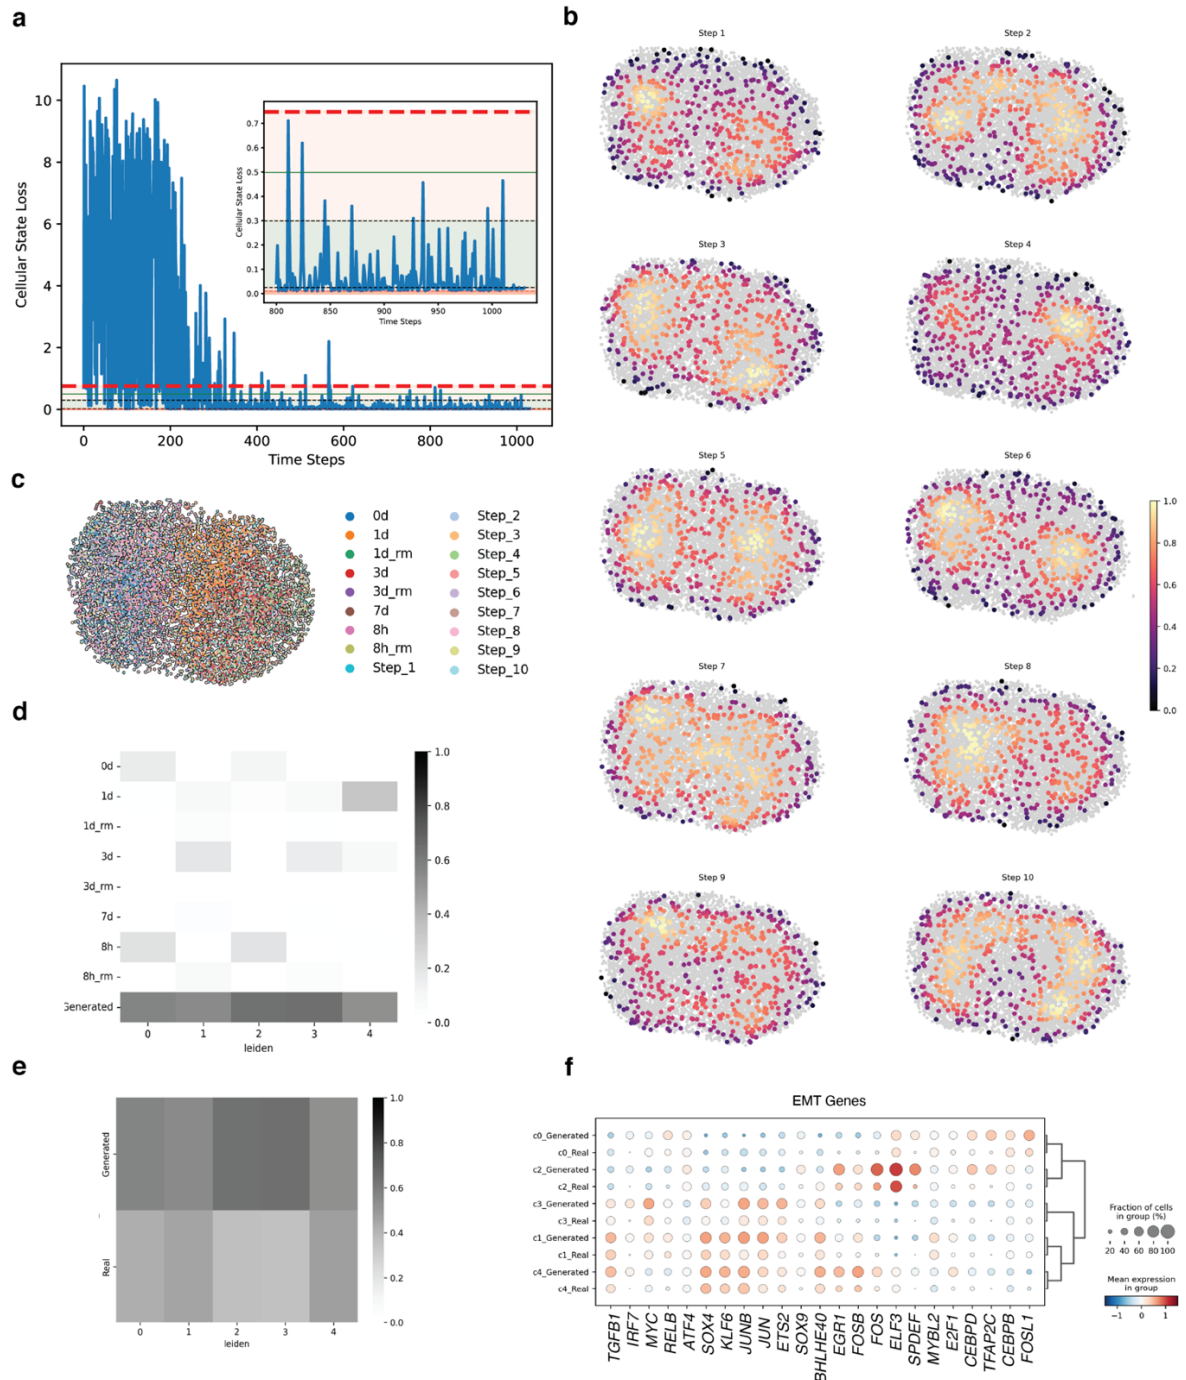 a
10
8
6
4
2
0
Cellular State Loss
0
200
400
600
800
1000
Time Steps
0.7
0.6
0.5
0.4
0.3
0.2
0.1
0.0
Cellular State Loss
800
850
900
950
1000
Time Steps
b
Step 1
Step 2
Step 3
Step 4
Step 5
Step 6
Step 7
Step 8
Step 9
Step 10
1.0
0.8
0.6
0.4
0.2
0.0
c
0d
1d
1d_rm
3d
3d_rm
7d
8h
8h_rm
Step_1
Step_2
Step_3
Step_4
Step_5
Step_6
Step_7
Step_8
Step_9
Step_10
d
0d
1d
1d_rm
3d
3d_rm
7d
8h
8h_rm
Generated
0 1 2 3 4
leiden
1.0
0.8
0.6
0.4
0.2
0.0
e
Generated
Real
0 1 2 3 4
leiden
1.0
0.8
0.6
0.4
0.2
0.0
f
EMT Genes
c0_Generated
c0_Real
c2_Generated
c2_Real
c3_Generated
c3_Real
c1_Generated
c1_Real
c4_Generated
c4_Real
TGFB1
IRF7
MYC
RELB
ATF4
SOX4
KLF6
JUNB
JUN
ETS2
SOX9
BHLHE40
EGR1
FOSB
FOS
ELF3
SPDEF
MYBL2
E2F1
CEBPD
TFAP2C
CEBPB
FOSL1
Fraction of cells
in group (%)
20 40 60 80 100
Mean expression
in group
−1 0 1